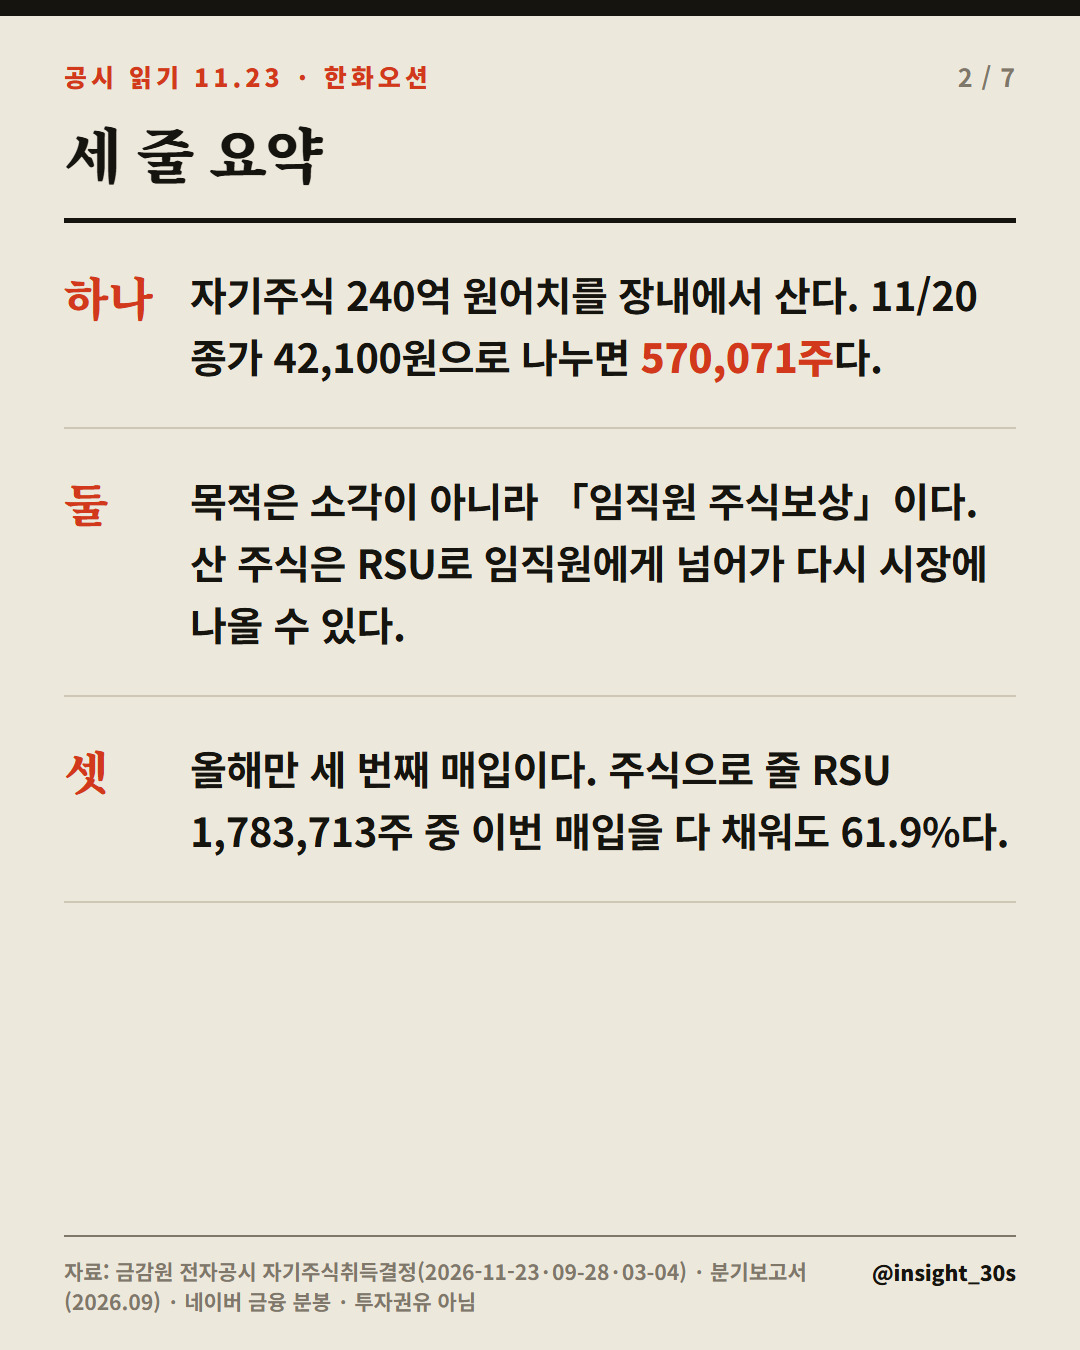 공시 읽기 11.23 · 한화오션
2 / 7
세 줄 요약
하나
자기주식 240억 원어치를 장내에서 산다. 11/20
종가 42,100원으로 나누면 570,071주다.
둘
목적은 소각이 아니라 「임직원 주식보상」이다.
산 주식은 RSU로 임직원에게 넘어가 다시 시장에
나올 수 있다.
셋
올해만 세 번째 매입이다. 주식으로 줄 RSU
1,783,713주 중 이번 매입을 다 채워도 61.9%다.
자료: 금감원 전자공시 자기주식취득결정(2026-11-23·09-28·03-04) · 분기보고서
(2026.09) · 네이버 금융 분봉 · 투자권유 아님
@insight_30s